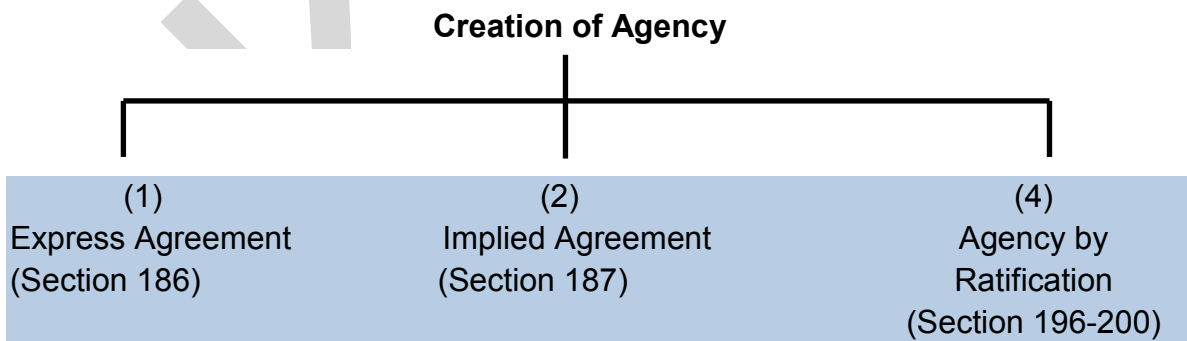 Creation of Agency
(1)
Express Agreement
(Section 186)
(2)
Implied Agreement
(Section 187)
(4)
Agency by
Ratification
(Section 196-200)